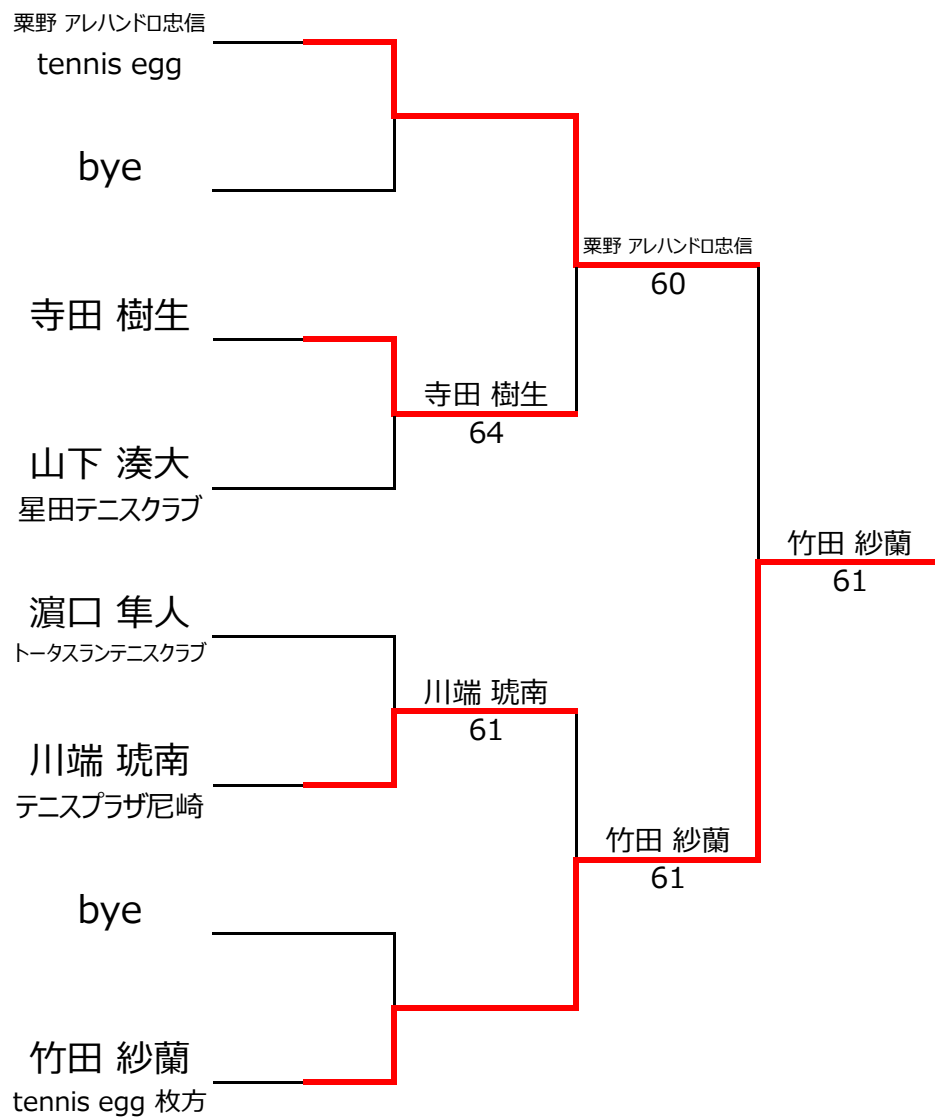 粟野 アレハンドロ忠信
tennis egg
bye
粟野 アレハンドロ忠信
60
寺田 樹生
寺田 樹生
64
山下 湊大
星田テニスクラブ
竹田 紗蘭
61
濵口 隼人
トータスランテニスクラブ
川端 琥南
61
川端 琥南
テニスプラザ尼崎
竹田 紗蘭
61
bye
竹田 紗蘭
tennis egg 枚方